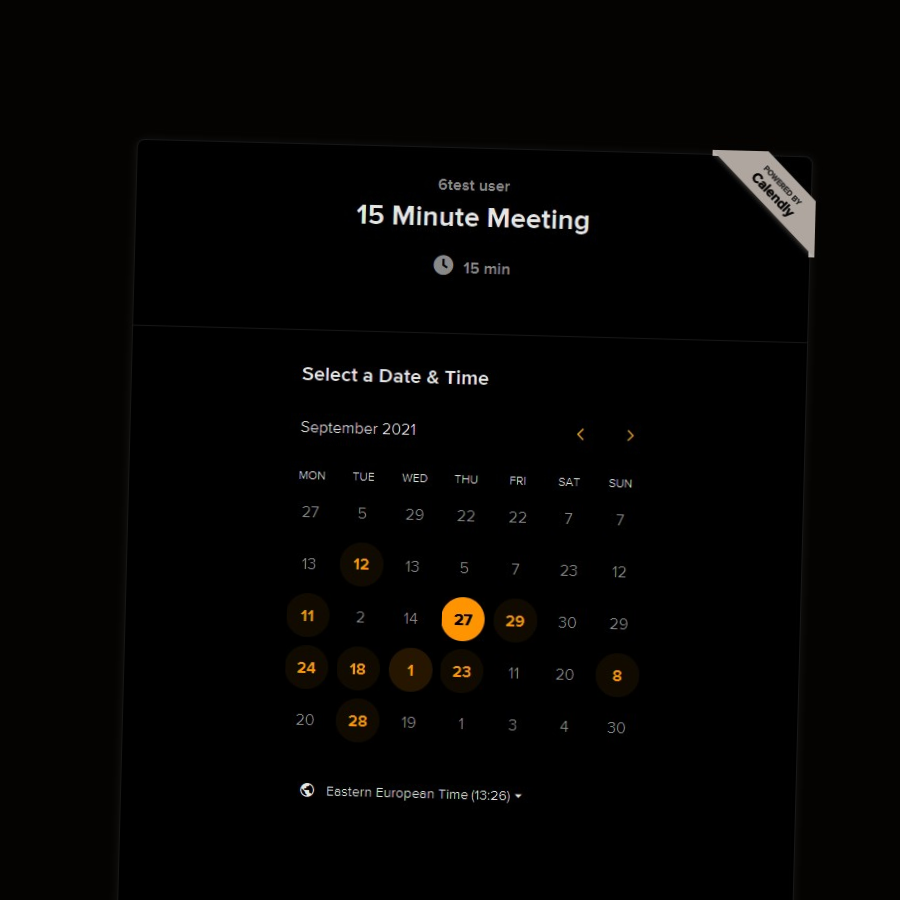 6test user
15 Minute Meeting
15 min
POWERED BY
Calendly
Select a Date & Time
September 2021
MON TUE WED THU FRI SAT SUN
27 5 29 22 22 7 7
13 12 13 5 7 23 12
11 2 14 27 29 30 29
24 18 1 23 11 20 8
20 28 19 1 3 4 30
Eastern European Time (13:26)